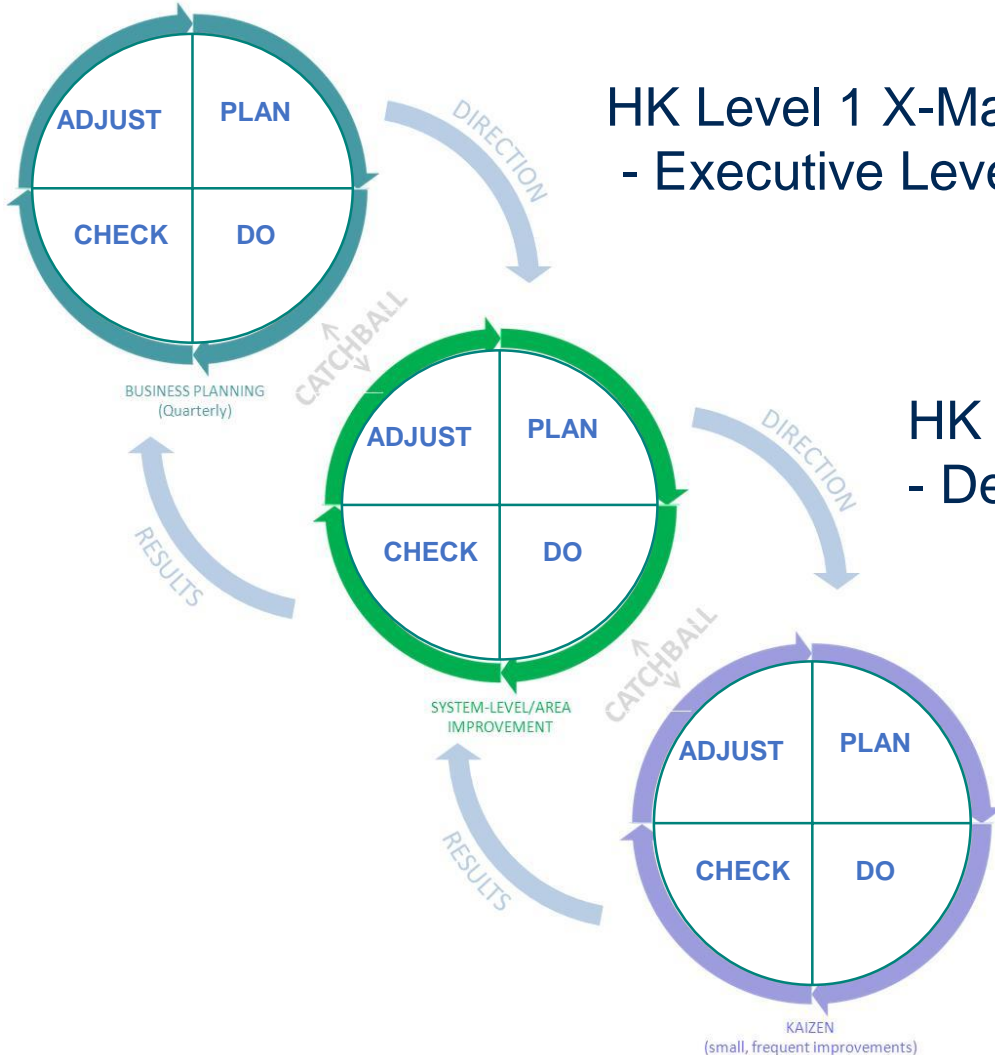 ADJUST
PLAN
CHECK
DO
BUSINESS PLANNING
(Quarterly)
DIRECTION
HK Level 1 X-Ma
- Executive Leve
CATCHBALL
RESULTS
ADJUST
PLAN
CHECK
DO
SYSTEM-LEVEL/AREA
IMPROVEMENT
DIRECTION
HK
- De
CATCHBALL
RESULTS
ADJUST
PLAN
CHECK
DO
KAIZEN
(small, frequent improvements)